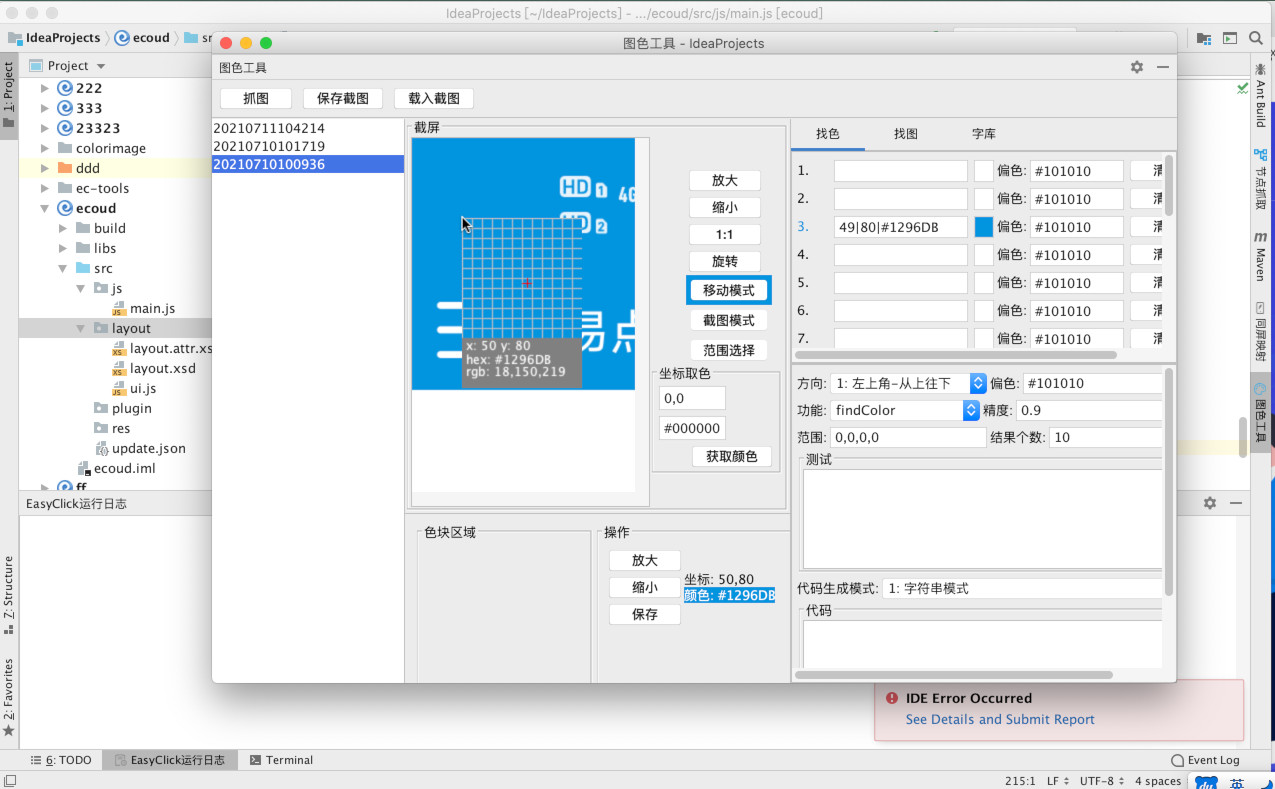 IdeaProjects [~/IdeaProjects] - .../ecoud/src/js/main.js [ecoud]
IdeaProjects
ecoud
图色工具 - IdeaProjects
图色工具
抓图
保存截图
载入截图
1: Project
Project
222
333
23323
colorimage
ddd
ec-tools
ecoud
build
libs
src
js
main.js
layout
layout.attr.xs
layout.xsd
ui.js
plugin
res
update.json
ecoud.iml
ff
EasyClick运行日志
20210711104214
20210710101719
20210710100936
截屏
HD 1
4G
2
易点
x: 50 y: 80
hex: #1296DB
rgb: 18,150,219
放大
缩小
1:1
旋转
移动模式
截图模式
范围选择
坐标取色
0,0
#000000
获取颜色
色块区域
操作
放大
缩小
保存
坐标: 50,80
颜色: #1296DB
找色
找图
字库
1.
偏色: #101010
2.
偏色: #101010
3.
49|80|#1296DB
偏色: #101010
4.
偏色: #101010
5.
偏色: #101010
6.
偏色: #101010
7.
偏色: #101010
方向: 1: 左上角-从上往下
偏色: #101010
功能: findColor
精度: 0.9
范围: 0,0,0,0
结果个数: 10
测试
代码生成模式: 1: 字符串模式
代码
Ant Build
节点抓取
Maven
同屏映射
图色工具
Z: Structure
2: Favorites
IDE Error Occurred
See Details and Submit Report
6: TODO
EasyClick运行日志
Terminal
Event Log
215:1
LF
UTF-8
4 spaces
du
英